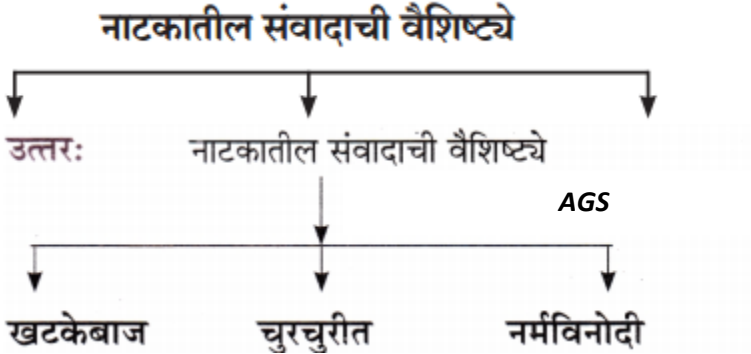 नाटकातील संवादाची वैशिष्ट्ये
उत्तरः नाटकातील संवादाची वैशिष्ट्ये
AGS
खटकेबाज चुरचुरीत नर्मविनोदी